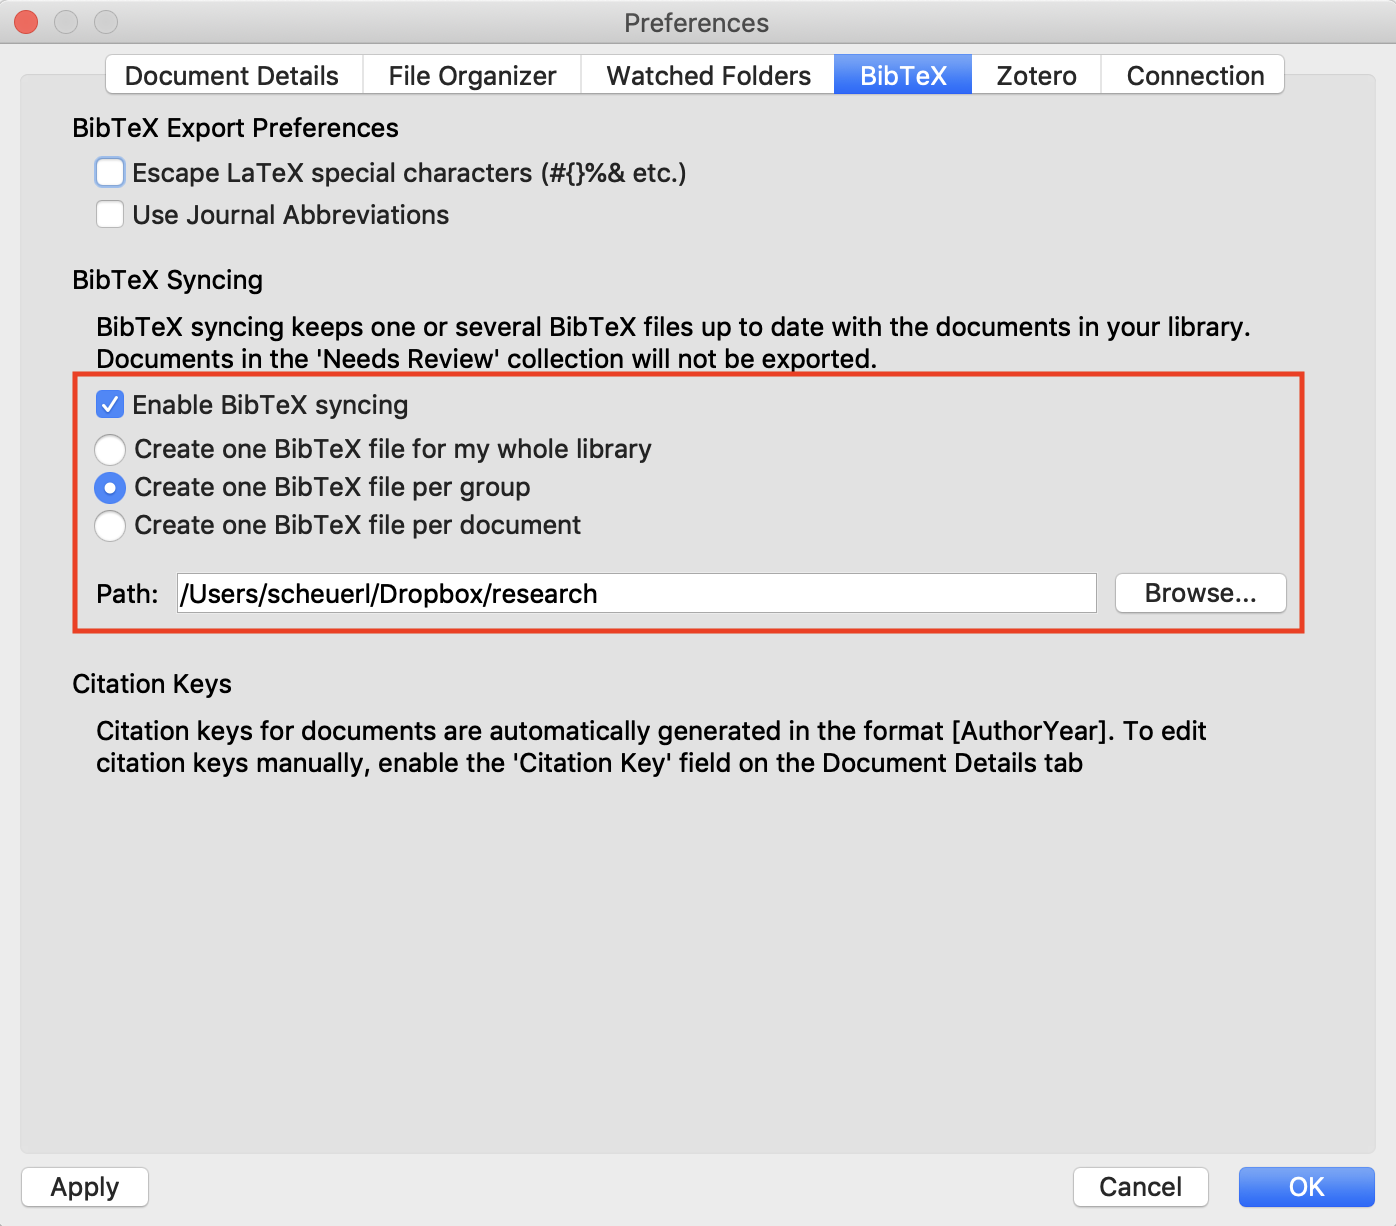 Preferences
Document Details File Organizer Watched Folders BibTeX Zotero Connection
BibTeX Export Preferences
Escape LaTeX special characters (#{}%& etc.)
Use Journal Abbreviations
BibTeX Syncing
BibTeX syncing keeps one or several BibTeX files up to date with the documents in your library.
Documents in the 'Needs Review' collection will not be exported.
Enable BibTeX syncing
Create one BibTeX file for my whole library
Create one BibTeX file per group
Create one BibTeX file per document
Path: /Users/scheuerl/Dropbox/research Browse...
Citation Keys
Citation keys for documents are automatically generated in the format [AuthorYear]. To edit
citation keys manually, enable the 'Citation Key' field on the Document Details tab
Apply Cancel OK